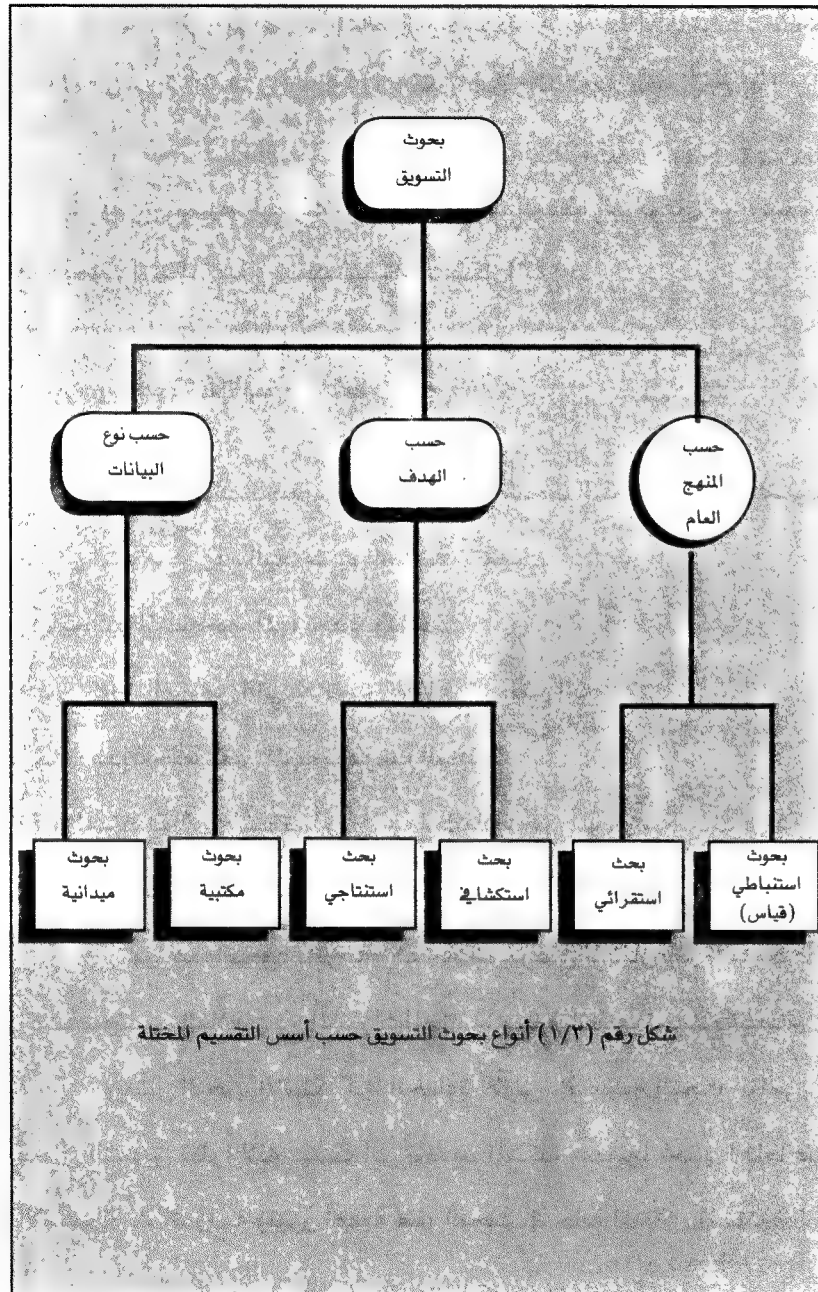 بحوث
التسويق
حسب
المنهج
العام
حسب
الهدف
حسب نوع
البيانات
بحوث
استنباطي
(قياس)
بحث
استقرائي
بحث
استكشافي
بحث
استنتاجي
بحوث
مكتبية
بحوث
ميدانية
شكل رقم (١/٣) أنواع بحوث التسويق حسب أسس التقسيم المختلة